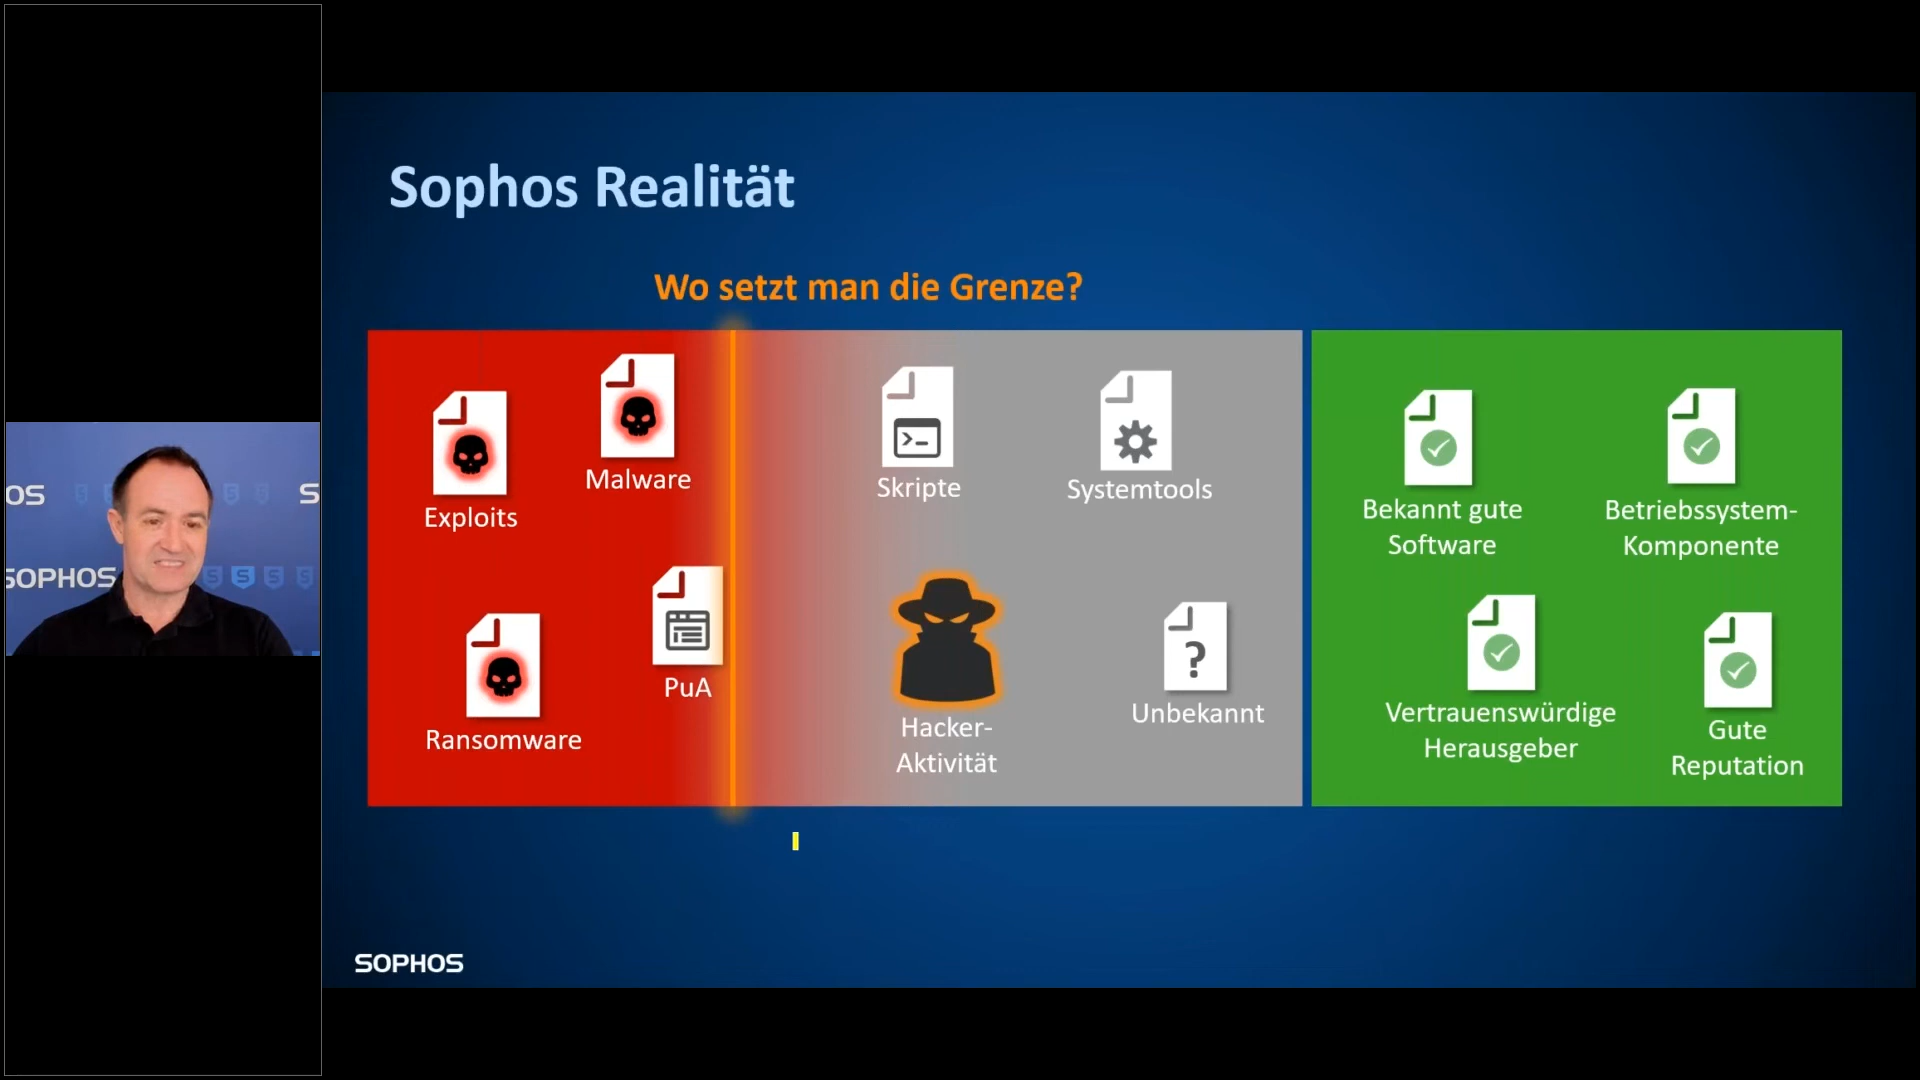 Sophos Realität
Wo setzt man die Grenze?
Exploits
Malware
Ransomware
PuA
Skripte
Systemtools
Hacker-
Aktivität
Unbekannt
Bekannt gute
Software
Betriebssystem-
Komponente
Vertrauenswürdige
Herausgeber
Gute
Reputation
SOPHOS
OS
S
SOPHOS